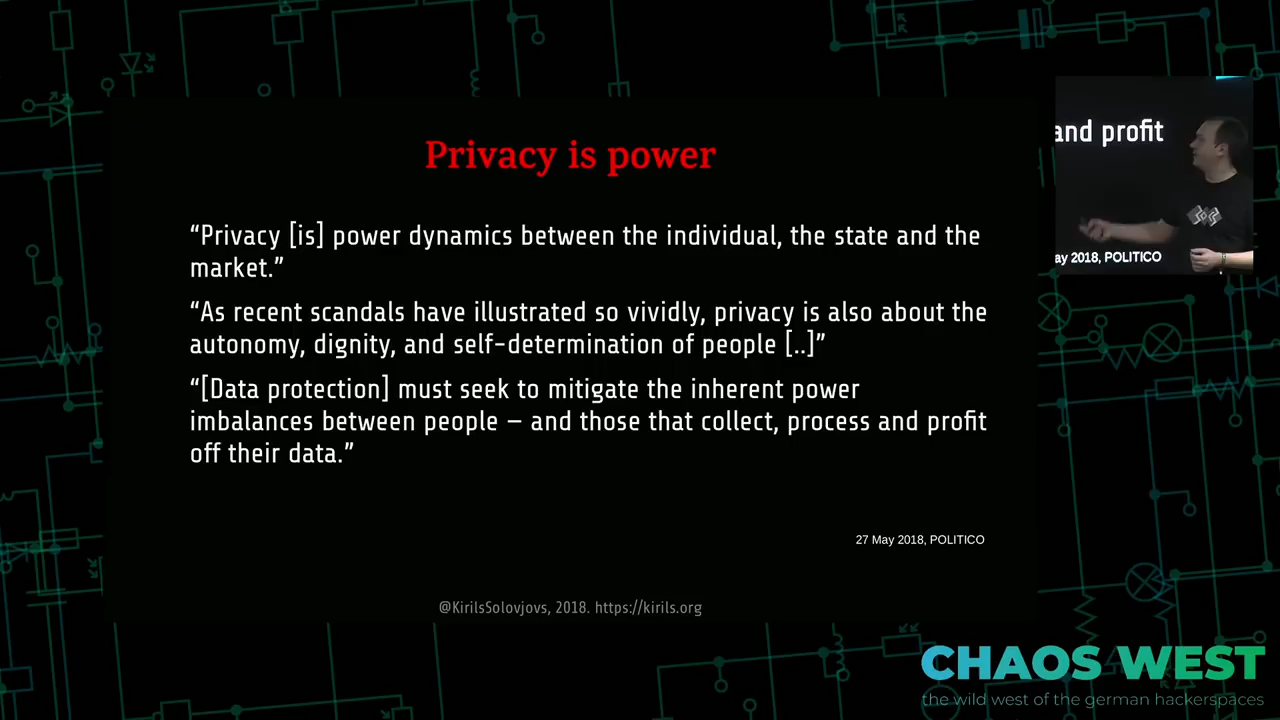 Privacy is power
“Privacy [is] power dynamics between the individual, the state and the
market.”
“As recent scandals have illustrated so vividly, privacy is also about the
autonomy, dignity, and self-determination of people [..]”
“[Data protection] must seek to mitigate the inherent power
imbalances between people – and those that collect, process and profit
off their data.”
27 May 2018, POLITICO
@KirilsSolovjovs, 2018. https://kirils.org
and profit
ay 2018, POLITICO
CHAOS WEST
the wild west of the german hackerspaces